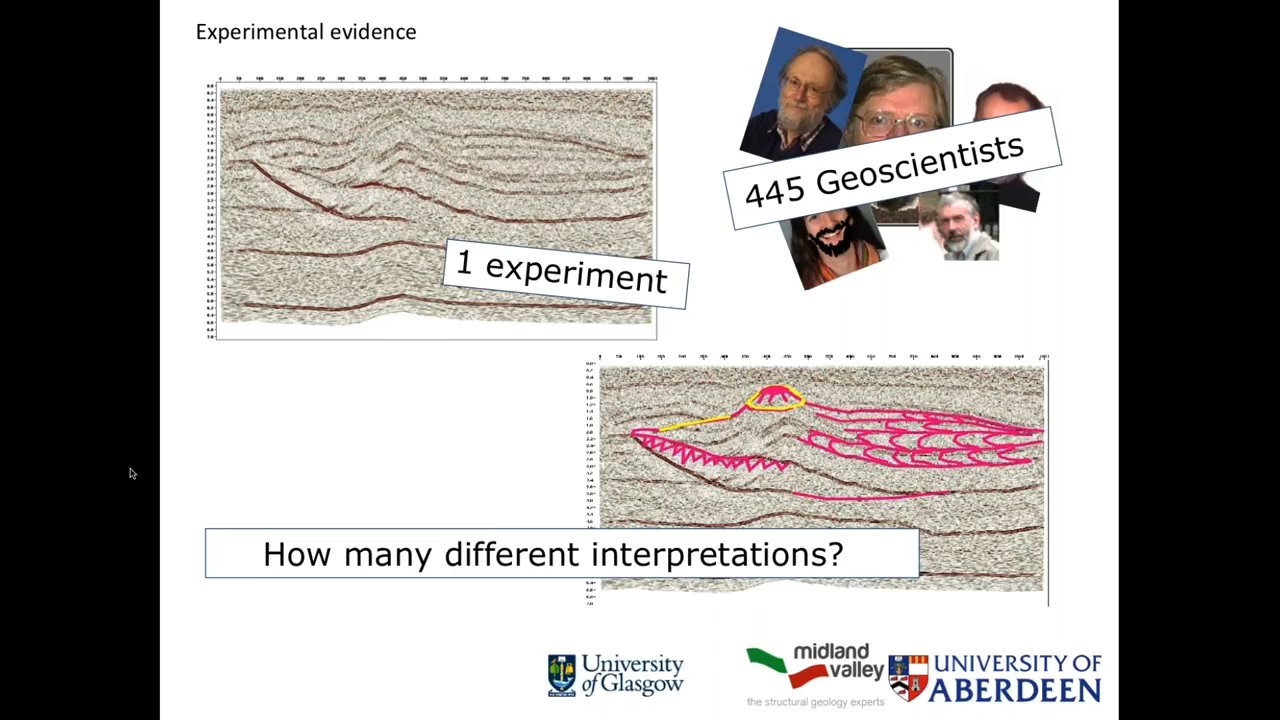 Experimental evidence
445 Geoscientists
1 experiment
How many different interpretations?
University
of Glasgow
midland
valley
the structural geology experts
UNIVERSITY OF
ABERDEEN